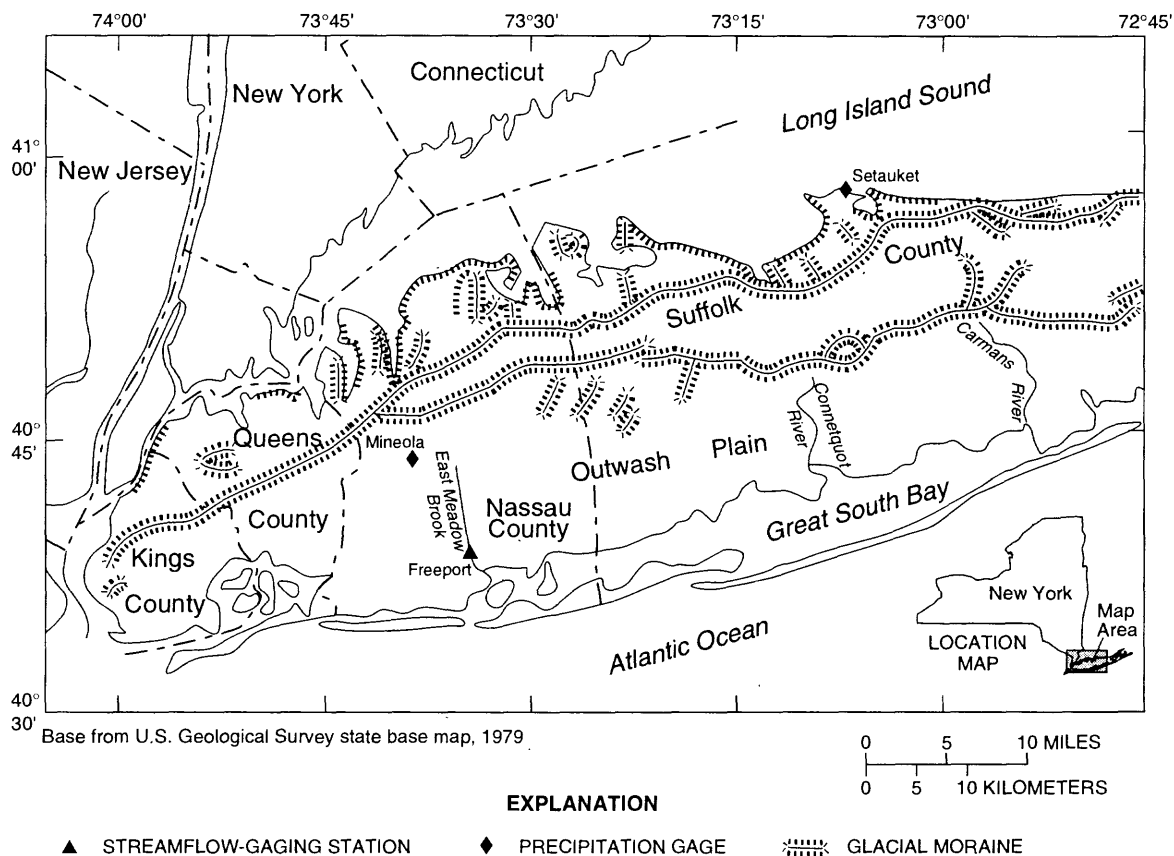 74°00'
73°45'
73°30'
73°15'
73°00'
72°45'
Connecticut
New York
Long Island Sound
41°
00'
New Jersey
Setauket
County
Suffolk
Carmans
River
Connetquot
River
40°
45'
Queens
Mineola
Plain
Outwash
East Meadow
Brook
Nassau
County
County
Great South Bay
Kings
Freeport
County
New York
Map
Area
LOCATION
MAP
Atlantic Ocean
40°
30'
Base from U.S. Geological Survey state base map, 1979
0 5 10 MILES
0 5 10 KILOMETERS
EXPLANATION
STREAMFLOW-GAGING STATION
PRECIPITATION GAGE
GLACIAL MORAINE